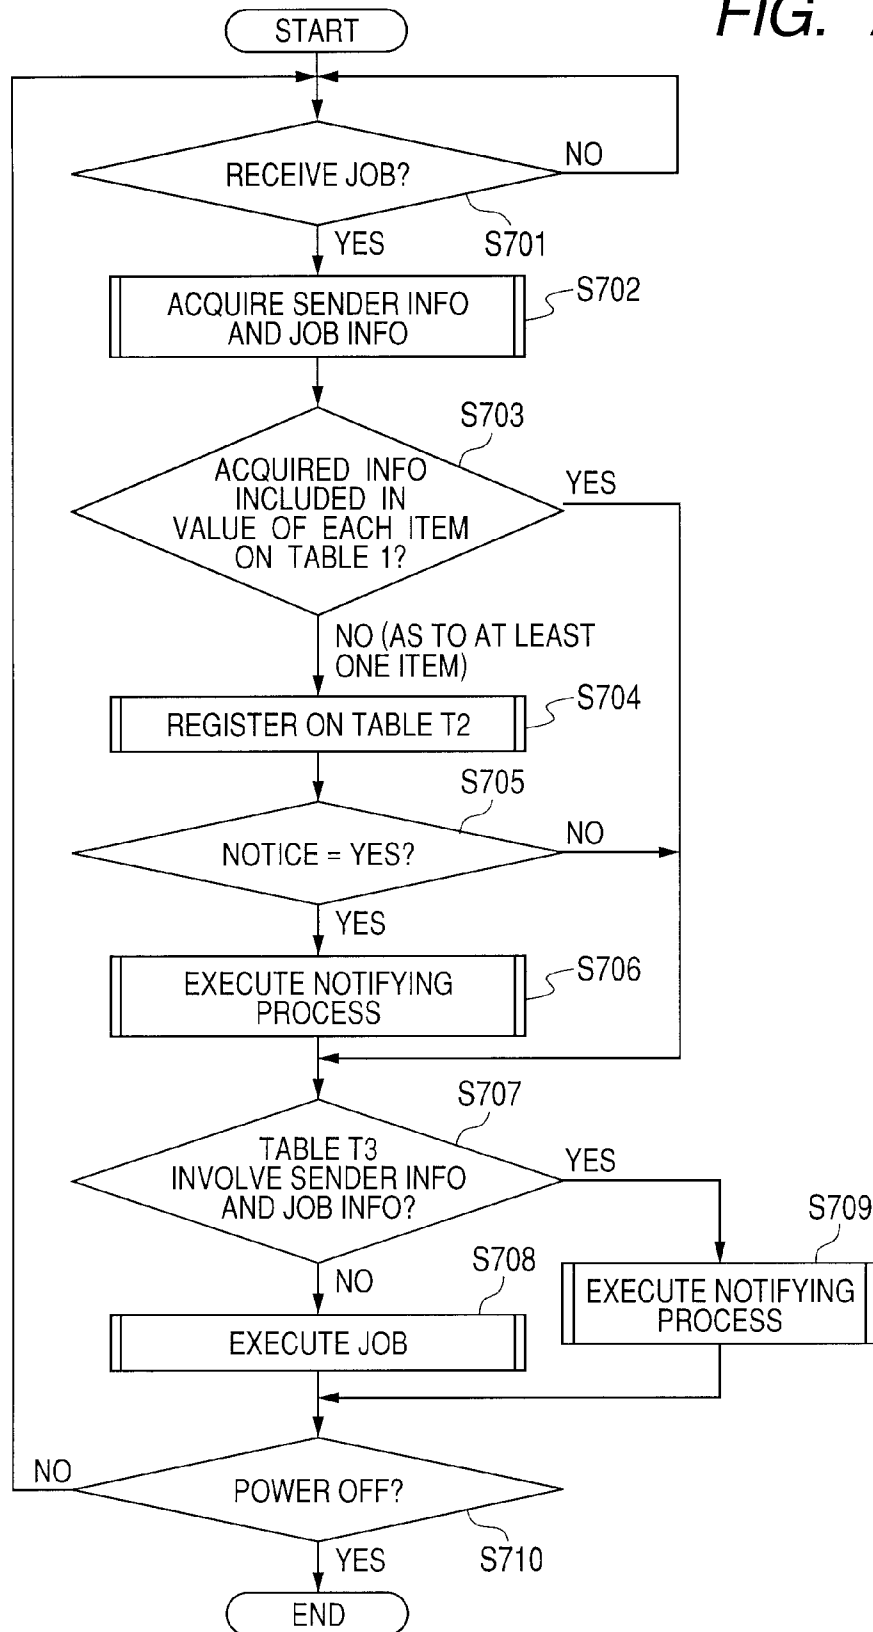 FIG.
START
RECEIVE JOB?
NO
S701
YES
ACQUIRE SENDER INFO
AND JOB INFO
S702
S703
ACQUIRED INFO
INCLUDED IN
VALUE OF EACH ITEM
ON TABLE 1?
YES
NO (AS TO AT LEAST
ONE ITEM)
REGISTER ON TABLE T2
S704
S705
NOTICE = YES?
NO
YES
EXECUTE NOTIFYING
PROCESS
S706
S707
TABLE T3
INVOLVE SENDER INFO
AND JOB INFO?
YES
S709
EXECUTE NOTIFYING
PROCESS
NO
S708
EXECUTE JOB
NO
POWER OFF?
S710
YES
END